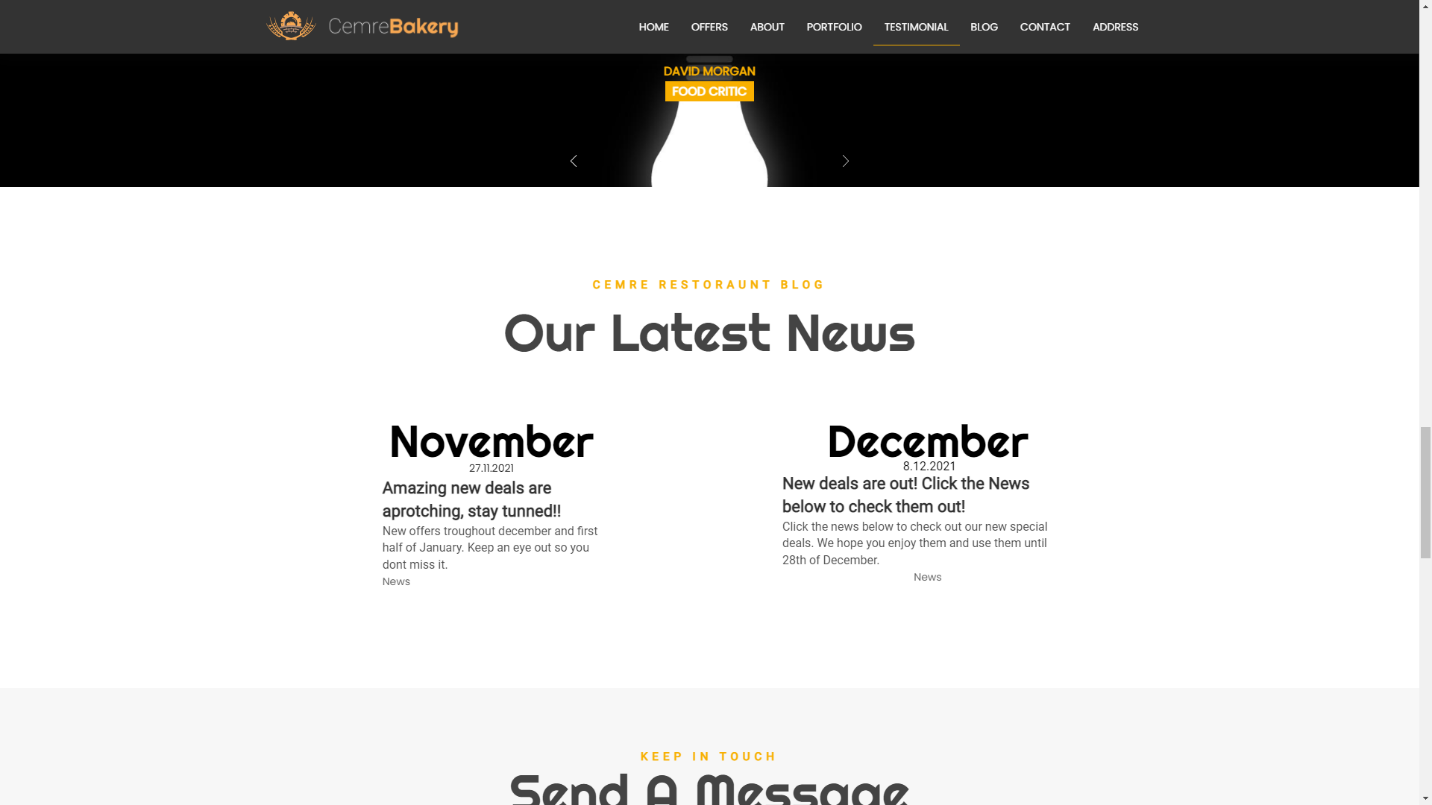 CemreBakery
HOME OFFERS ABOUT PORTFOLIO TESTIMONIAL BLOG CONTACT ADDRESS
DAVID MORGAN
FOOD CRITIC
CEMRE RESTORAUNT BLOG
Our Latest News
November
27.11.2021
Amazing new deals are
aprotching, stay tunned!!
New offers troughout december and first
half of January. Keep an eye out so you
dont miss it.
News
December
8.12.2021
New deals are out! Click the News
below to check them out!
Click the news below to check out our new special
deals. We hope you enjoy them and use them until
28th of December.
News
KEEP IN TOUCH
Send A Message